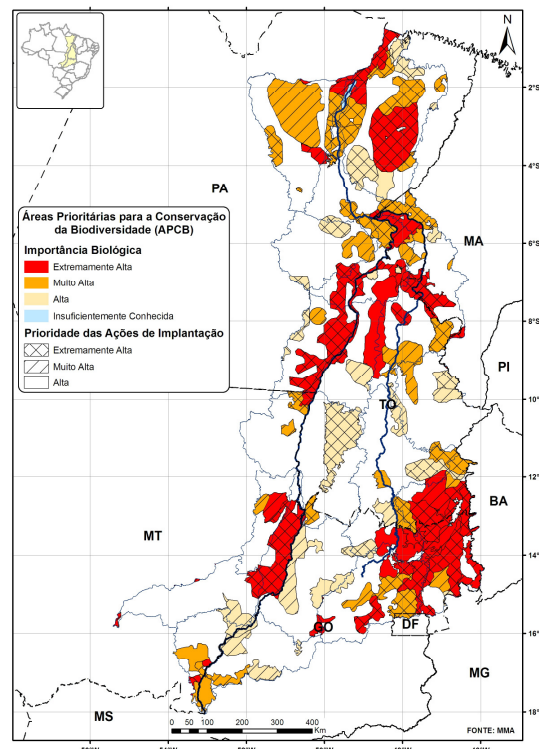 N
2°S
4°S
PA
Áreas Prioritárias para a Conservação
da Biodiversidade (APCB)
MA
Importância Biológica
6°S
Extremamente Alta
Muito Alta
Alta
Insuficientemente Conhecida
Prioridade das Ações de Implantação
8°S
Extremamente Alta
Muito Alta
PI
Alta
10°S
TO
12°S
BA
MT
14°S
GO
DF
16°S
MG
MS
18°S
0 50 100 200 300 400
Km
FONTE: MMA